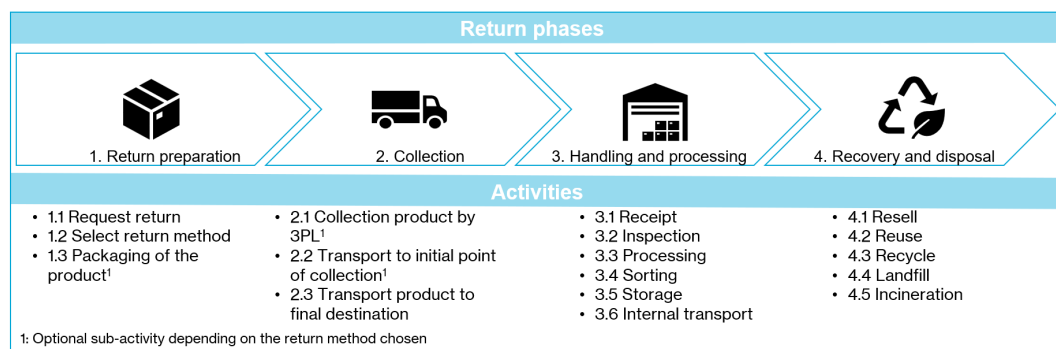 Return phases
1. Return preparation
2. Collection
3. Handling and processing
4. Recovery and disposal
Activities
• 1.1 Request return
• 1.2 Select return method
• 1.3 Packaging of the
product¹
• 2.1 Collection product by
3PL¹
• 2.2 Transport to initial point
of collection¹
• 2.3 Transport product to
final destination
• 3.1 Receipt
• 3.2 Inspection
• 3.3 Processing
• 3.4 Sorting
• 3.5 Storage
• 3.6 Internal transport
• 4.1 Resell
• 4.2 Reuse
• 4.3 Recycle
• 4.4 Landfill
• 4.5 Incineration
1: Optional sub-activity depending on the return method chosen